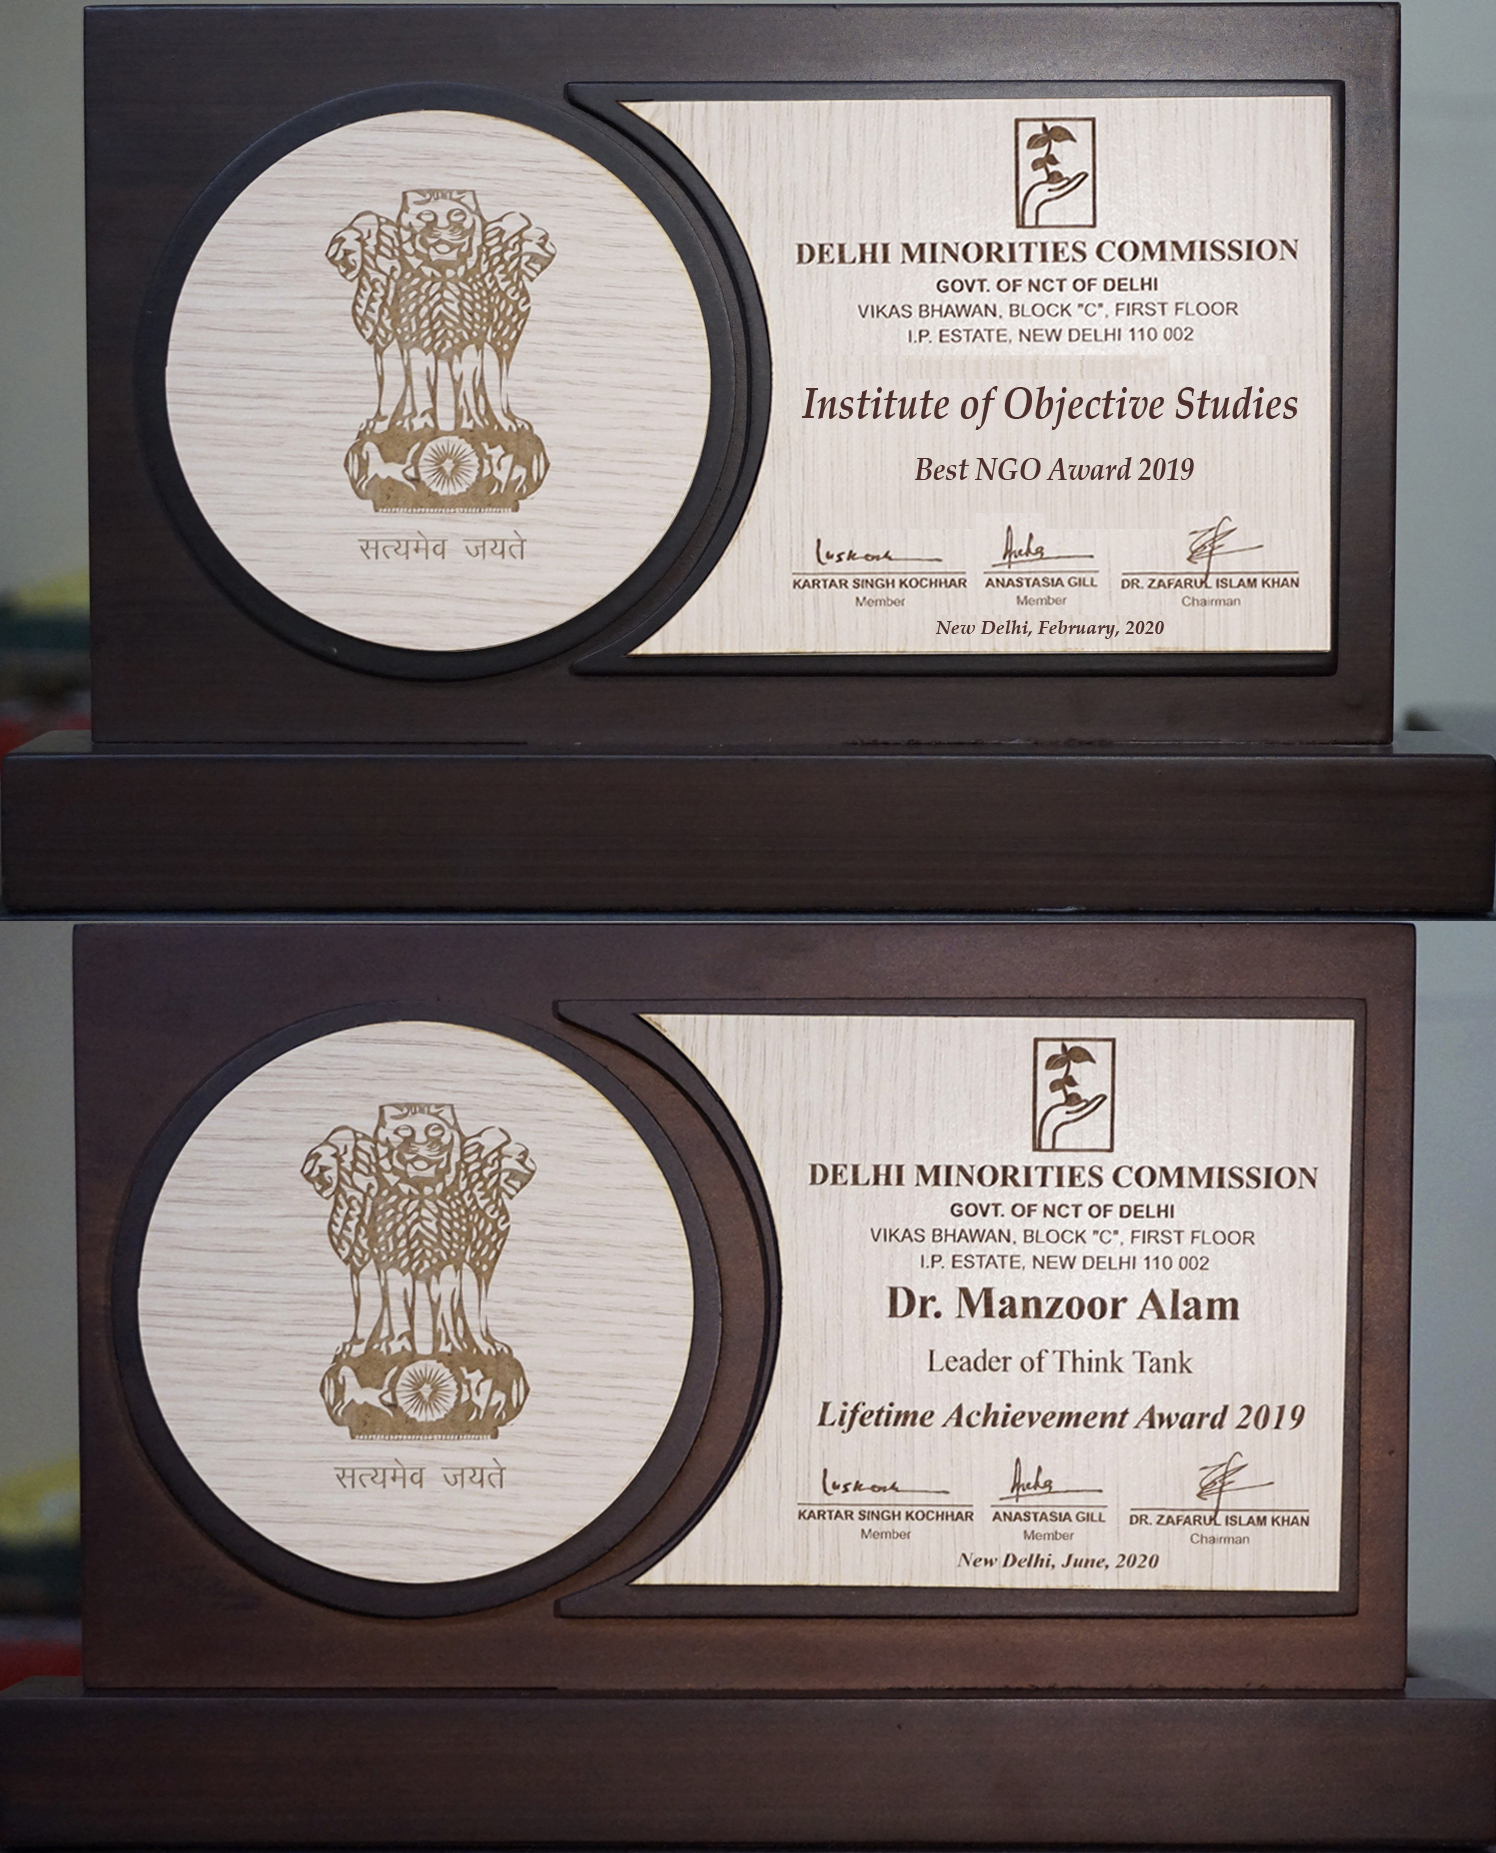 सत्यमेव जयते
DELHI MINORITIES COMMISSION
GOVT. OF NCT OF DELHI
VIKAS BHAWAN, BLOCK "C", FIRST FLOOR
I.P. ESTATE, NEW DELHI 110 002
Institute of Objective Studies
Best NGO Award 2019
KARTAR SINGH KOCHHAR ANASTASIA GILL DR. ZAFARUL ISLAM KHAN
Member Member Chairman
New Delhi, February, 2020
सत्यमेव जयते
DELHI MINORITIES COMMISSION
GOVT. OF NCT OF DELHI
VIKAS BHAWAN, BLOCK "C", FIRST FLOOR
I.P. ESTATE, NEW DELHI 110 002
Dr. Manzoor Alam
Leader of Think Tank
Lifetime Achievement Award 2019
KARTAR SINGH KOCHHAR ANASTASIA GILL DR. ZAFARUL ISLAM KHAN
Member Member Chairman
New Delhi, June, 2020